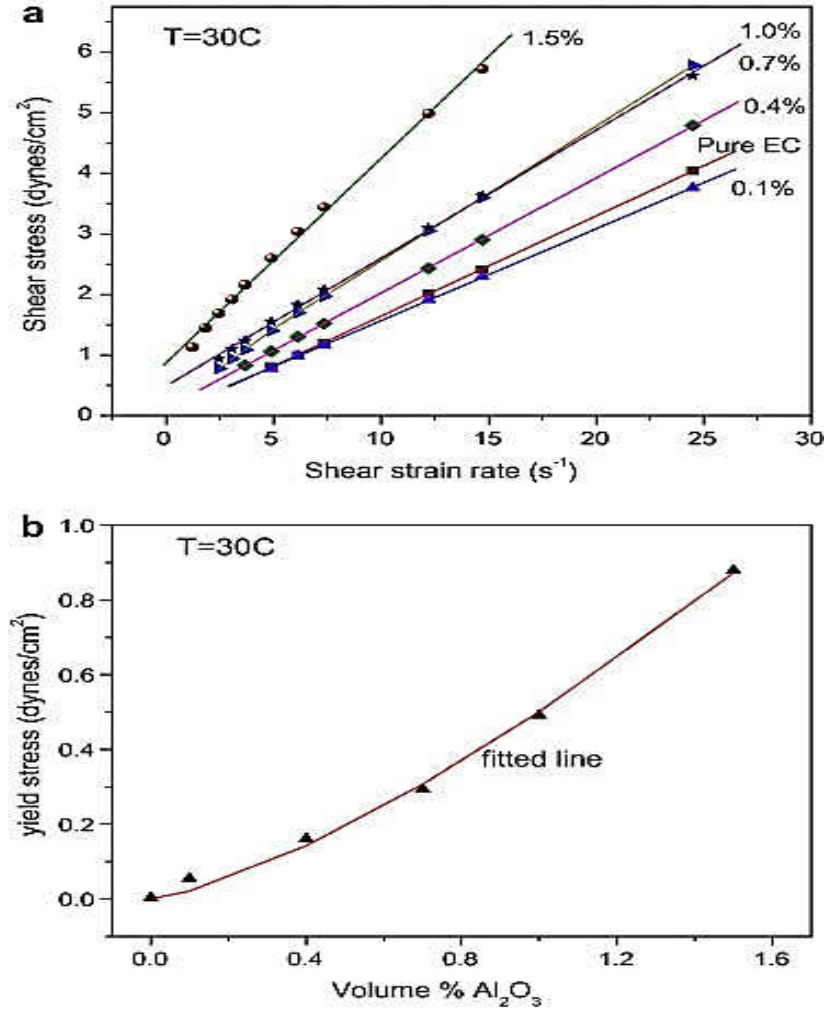 a
T=30C
1.5%
1.0%
0.7%
0.4%
Pure EC
0.1%
6
5
4
3
2
1
0
Shear stress (dynes/cm²)
0 5 10 15 20 25 30
Shear strain rate (s⁻¹)
b
T=30C
1.0
0.8
0.6
0.4
0.2
0.0
yield stress (dynes/cm²)
fitted line
0.0 0.4 0.8 1.2 1.6
Volume % Al₂O₃